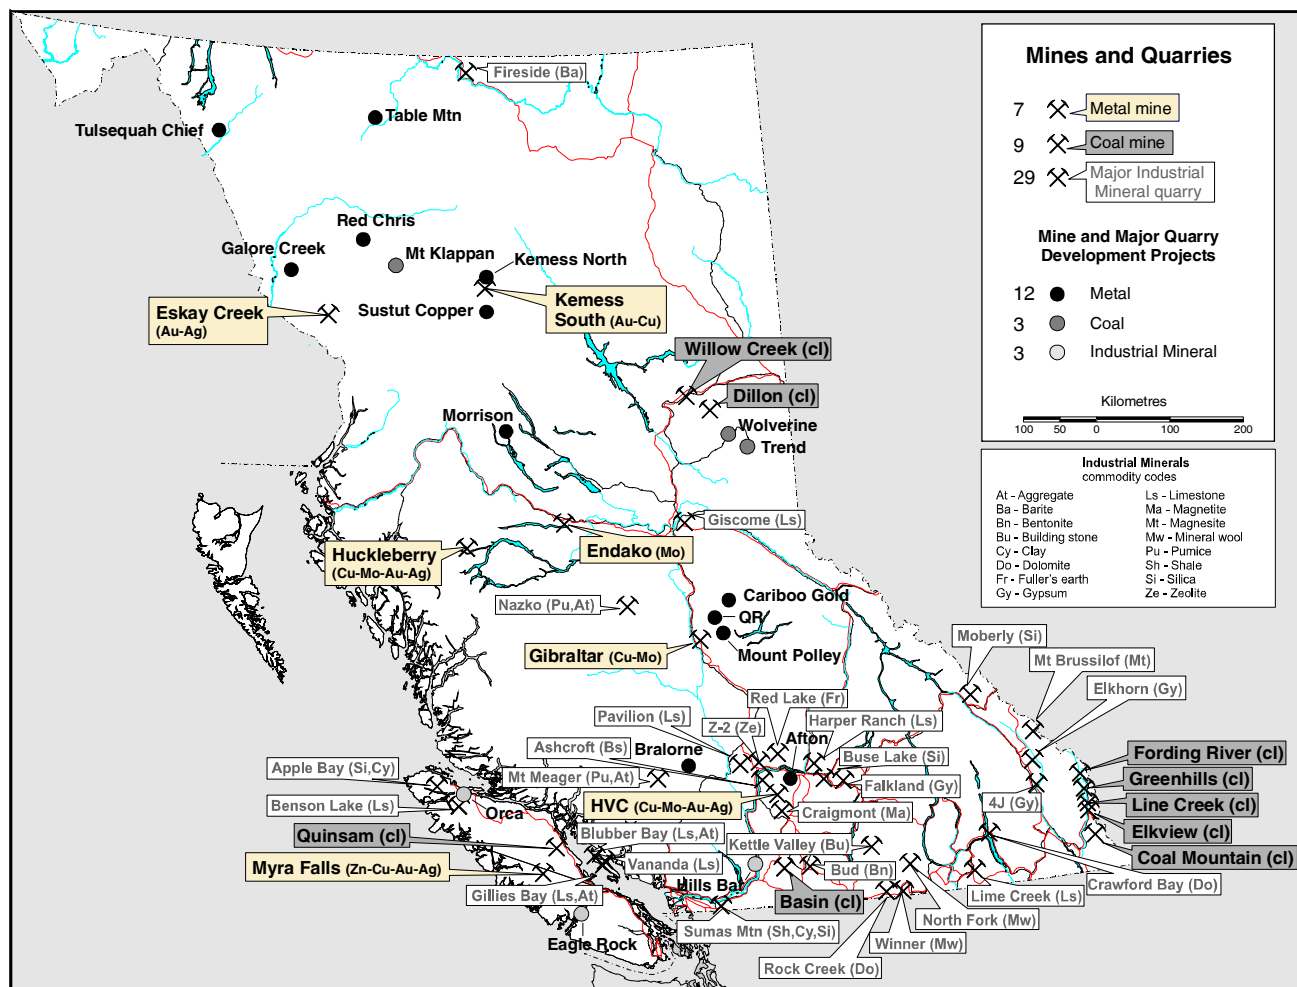 Mines and Quarries
7 Metal mine
9 Coal mine
29 Major Industrial
Mineral quarry
Mine and Major Quarry
Development Projects
12 Metal
3 Coal
3 Industrial Mineral
Kilometres
100 50 0 100 200
Industrial Minerals
commodity codes
At - Aggregate
Ba - Barite
Bn - Bentonite
Bu - Building stone
Cy - Clay
Do - Dolomite
Fr - Fuller's earth
Gy - Gypsum
Ls - Limestone
Ma - Magnetite
Mt - Magnesite
Mw - Mineral wool
Pu - Pumice
Sh - Shale
Si - Silica
Ze - Zeolite
Fireside (Ba)
Table Mtn
Tulsequah Chief
Red Chris
Galore Creek
Mt Klappan
Kemess North
Eskay Creek
(Au-Ag)
Sustut Copper
Kemess
South (Au-Cu)
Willow Creek (cl)
Dillon (cl)
Morrison
Wolverine
Trend
Giscome (Ls)
Huckleberry
(Cu-Mo-Au-Ag)
Endako (Mo)
Nazko (Pu,At)
Cariboo Gold
QR
Mount Polley
Gibraltar (Cu-Mo)
Moberly (Si)
Mt Brussilof (Mt)
Elkhorn (Gy)
Red Lake (Fr)
Pavilion (Ls)
Z-2 (Ze)
Harper Ranch (Ls)
Afton
Ashcroft (Bs)
Bralorne
Buse Lake (Si)
Fording River (cl)
Apple Bay (Si,Cy)
Mt Meager (Pu,At)
Falkland (Gy)
Greenhills (cl)
Benson Lake (Ls)
Orca
HVC (Cu-Mo-Au-Ag)
Craigmont (Ma)
4J (Gy)
Line Creek (cl)
Quinsam (cl)
Blubber Bay (Ls,At)
Kettle Valley (Bu)
Elkview (cl)
Coal Mountain (cl)
Myra Falls (Zn-Cu-Au-Ag)
Vananda (Ls)
Bud (Bn)
Gillies Bay (Ls,At)
Hills Bar
Basin (cl)
Lime Creek (Ls)
Crawford Bay (Do)
North Fork (Mw)
Sumas Mtn (Sh,Cy,Si)
Winner (Mw)
Eagle Rock
Rock Creek (Do)